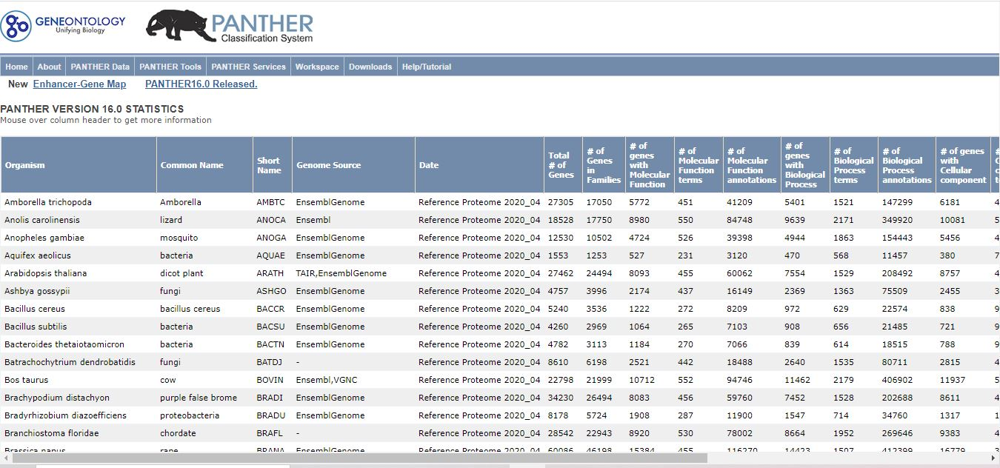 GENEONTOLOGY
Unifying Biology
PANTHER
Classification System
Home About PANTHER Data PANTHER Tools PANTHER Services Workspace Downloads Help/Tutorial
New Enhancer-Gene Map PANTHER16.0 Released.
PANTHER VERSION 16.0 STATISTICS
Mouse over column header to get more information
Organism Common Name Short Name Genome Source Date Total # of Genes # of Genes in Families # of genes with Molecular Function # of Molecular Function terms # of Molecular Function annotations # of genes with Biological Process # of Biological Process terms # of Biological Process annotations # of genes with Cellular component
Amborella trichopoda Amborella AMBTC EnsemblGenome Reference Proteome 2020_04 27305 17050 5772 451 41209 5401 1521 147299 6181 4
Anolis carolinensis lizard ANOCA Ensembl Reference Proteome 2020_04 18528 17750 8980 550 84748 9639 2171 349920 10081 5
Anopheles gambiae mosquito ANOGA EnsemblGenome Reference Proteome 2020_04 12530 10502 4724 526 39398 4944 1863 154443 5456 4
Aquifex aeolicus bacteria AQUAE EnsemblGenome Reference Proteome 2020_04 1553 1253 527 231 3120 470 568 11457 380 7
Arabidopsis thaliana dicot plant ARATH TAIR,EnsemblGenome Reference Proteome 2020_04 27462 24494 8093 455 60062 7554 1529 208492 8757 4
Ashbya gossypii fungi ASHGO EnsemblGenome Reference Proteome 2020_04 4757 3996 2174 437 16149 2369 1363 75509 2455 3
Bacillus cereus bacillus cereus BACCR EnsemblGenome Reference Proteome 2020_04 5240 3536 1222 272 8209 972 629 22574 838 9
Bacillus subtilis bacteria BACSU EnsemblGenome Reference Proteome 2020_04 4260 2969 1064 265 7103 908 656 21485 721 9
Bacteroides thetaiotaomicron bacteria BACTN EnsemblGenome Reference Proteome 2020_04 4782 3113 1184 270 7066 839 614 18515 788 9
Batrachochytrium dendrobatidis fungi BATDJ - Reference Proteome 2020_04 8610 6198 2521 442 18488 2640 1535 80711 2815 4
Bos taurus cow BOVIN Ensembl,VGNC Reference Proteome 2020_04 22798 21999 10712 552 94746 11462 2179 406902 11937 5
Brachypodium distachyon purple false brome BRADI EnsemblGenome Reference Proteome 2020_04 34230 26494 8083 456 59760 7452 1528 202688 8611 4
Bradyrhizobium diazoefficiens proteobacteria BRADU EnsemblGenome Reference Proteome 2020_04 8178 5724 1908 287 11900 1547 714 34760 1317 1
Branchiostoma floridae chordate BRAFL - Reference Proteome 2020_04 28542 22943 8920 530 78002 8664 1952 269646 9383 4
Brassica napus rape BRANA EnsemblGenome Reference Proteome 2020_04 60086 46198 15384 455 116270 14423 1507 412399 16779 3